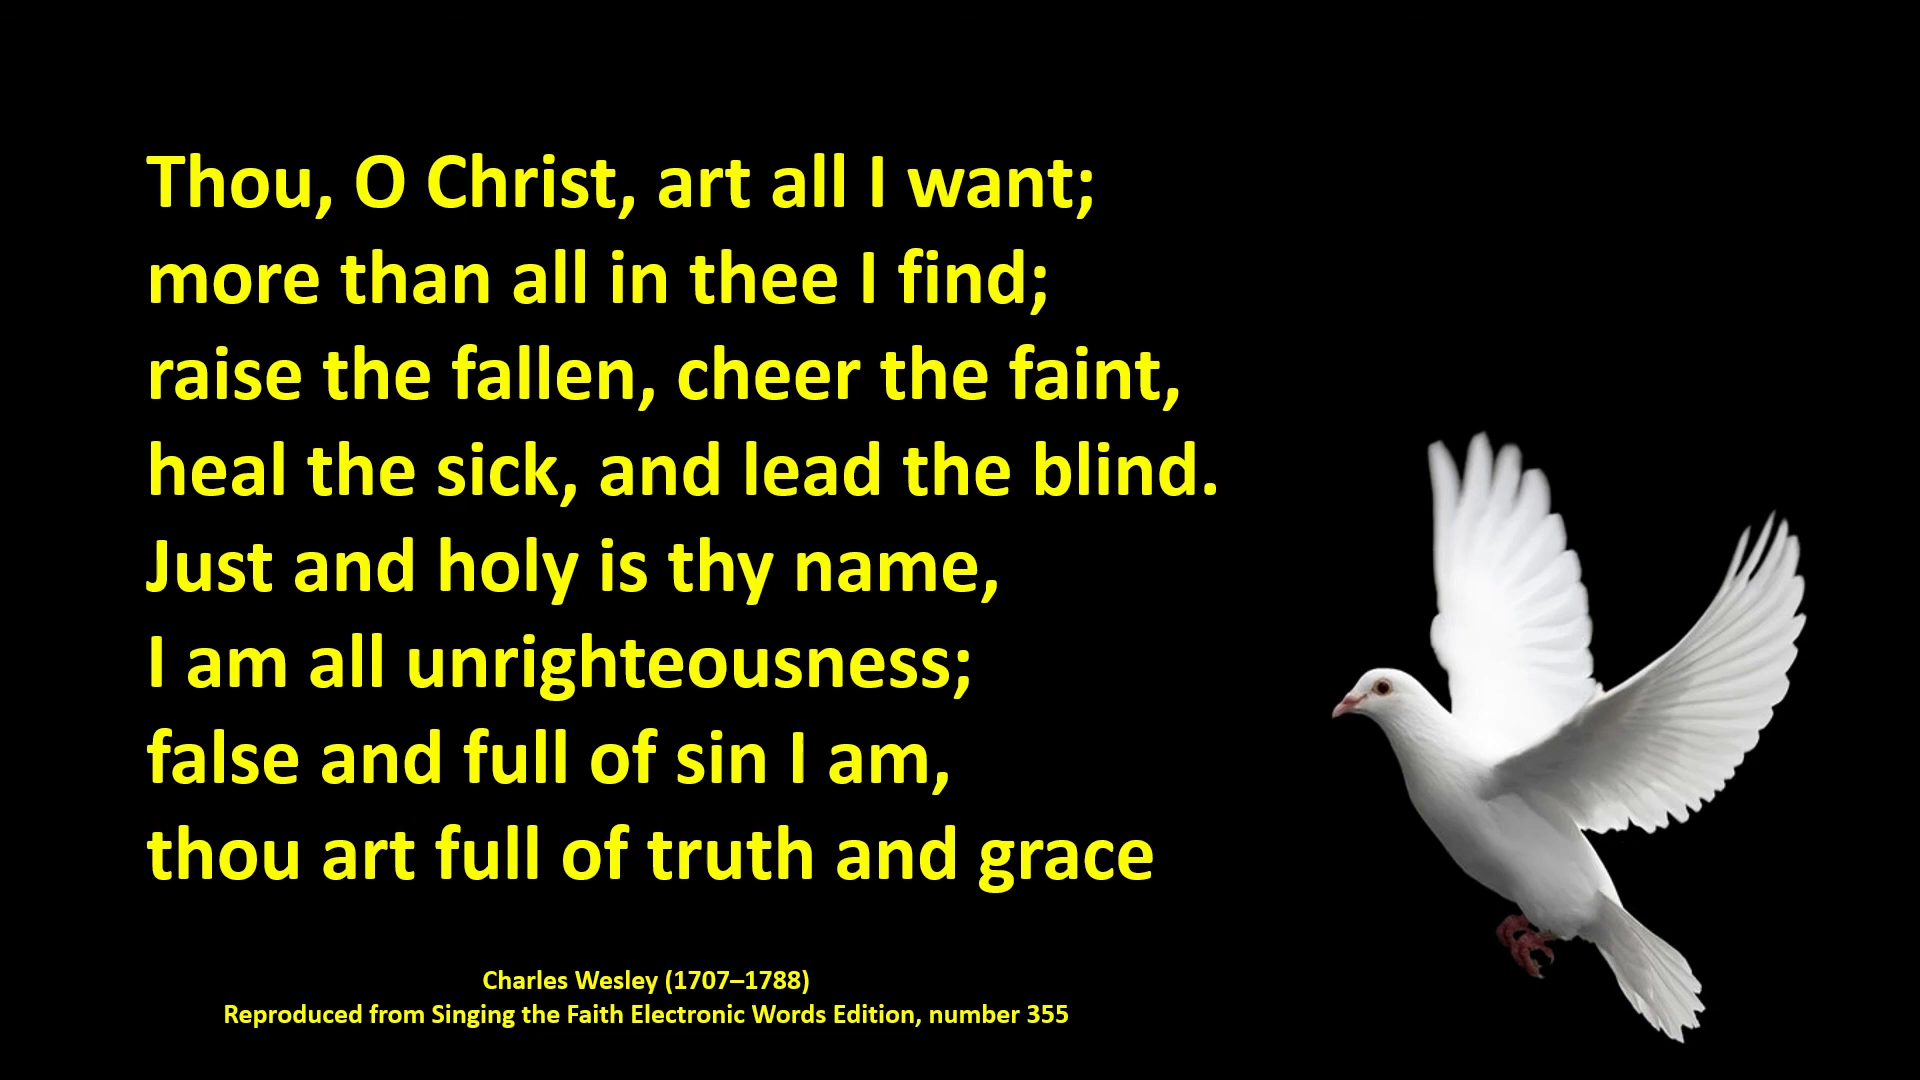 Thou, O Christ, art all I want;
more than all in thee I find;
raise the fallen, cheer the faint,
heal the sick, and lead the blind.
Just and holy is thy name,
I am all unrighteousness;
false and full of sin I am,
thou art full of truth and grace
Charles Wesley (1707–1788)
Reproduced from Singing the Faith Electronic Words Edition, number 355